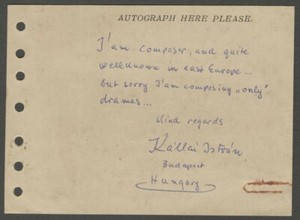 AUTOGRAPH HERE PLEASE.
I'am Composer, and quite
wellknown in east Europe...
but sorry I'am composing „only"
dramas...
Kind regards
Kállai István
Budapest
Hungary